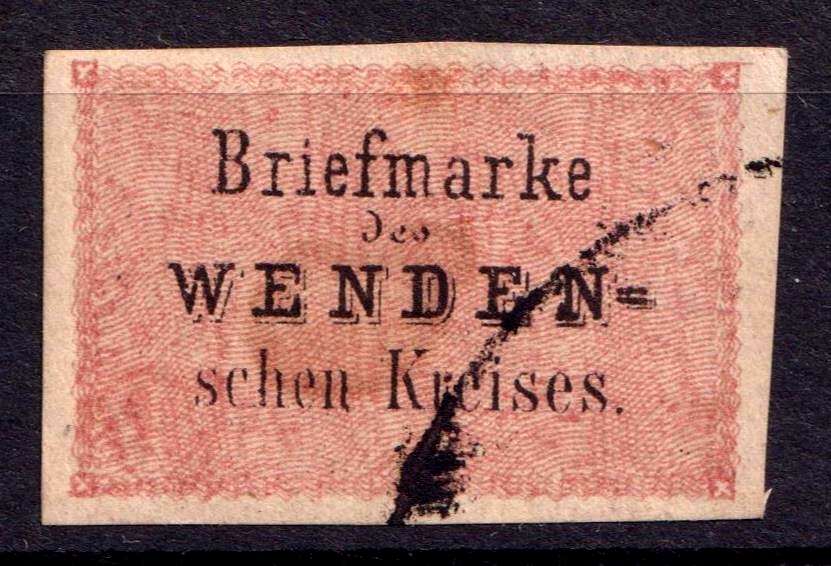 Briefmarke
des
WENDEN=
schen Kreises.